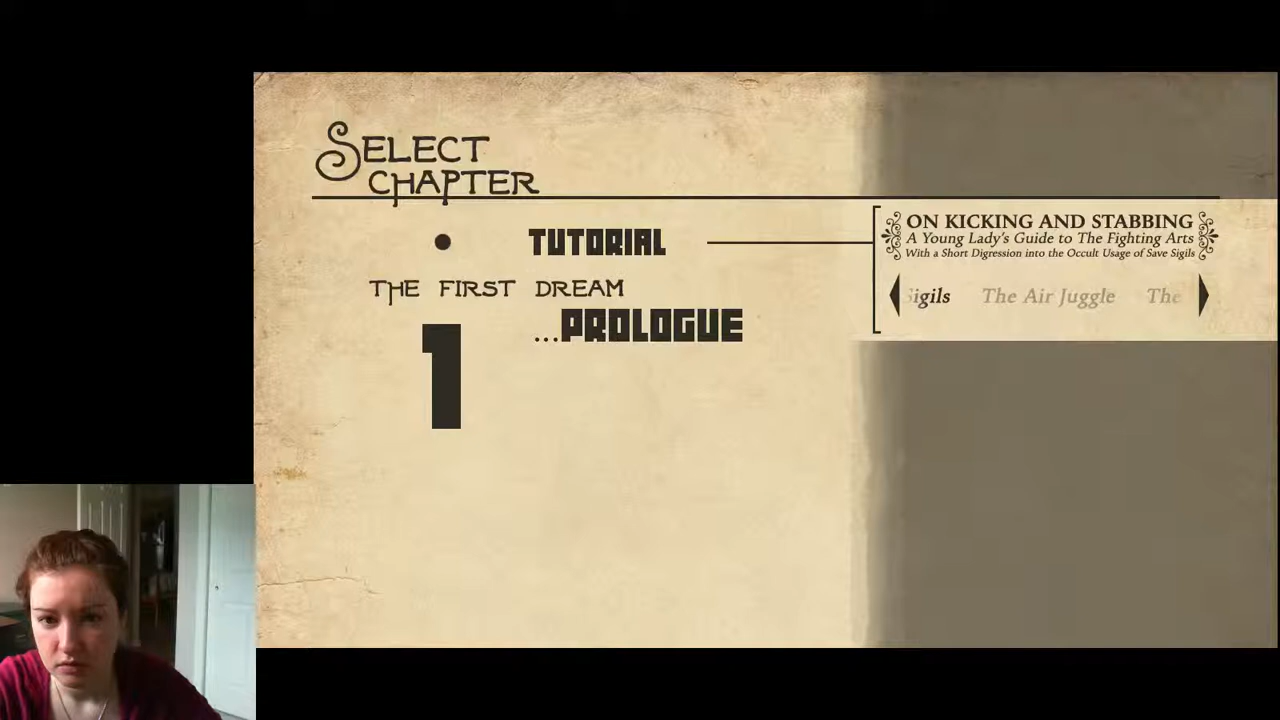 SELECT
CHAPTER
TUTORIAL
ON KICKING AND STABBING
A Young Lady's Guide to The Fighting Arts
With a Short Digression into the Occult Usage of Save Sigils
igils The Air Juggle The
THE FIRST DREAM
...PROLOGUE
1